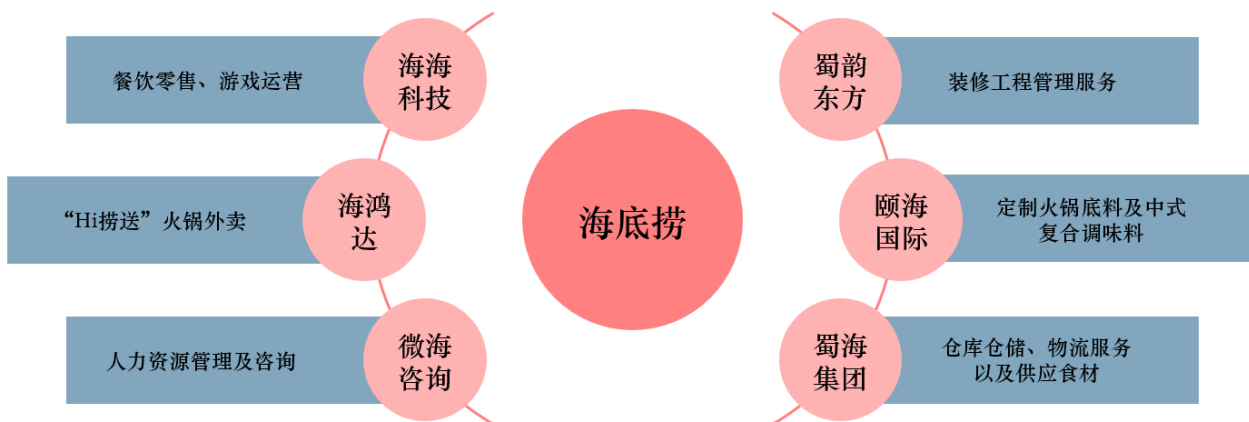 餐饮零售、游戏运营
海海
科技
“Hi捞送”火锅外卖
海鸿
达
人力资源管理及咨询
微海
咨询
海底捞
蜀韵
东方
装修工程管理服务
颐海
国际
定制火锅底料及中式
复合调味料
蜀海
集团
仓库仓储、物流服务
以及供应食材